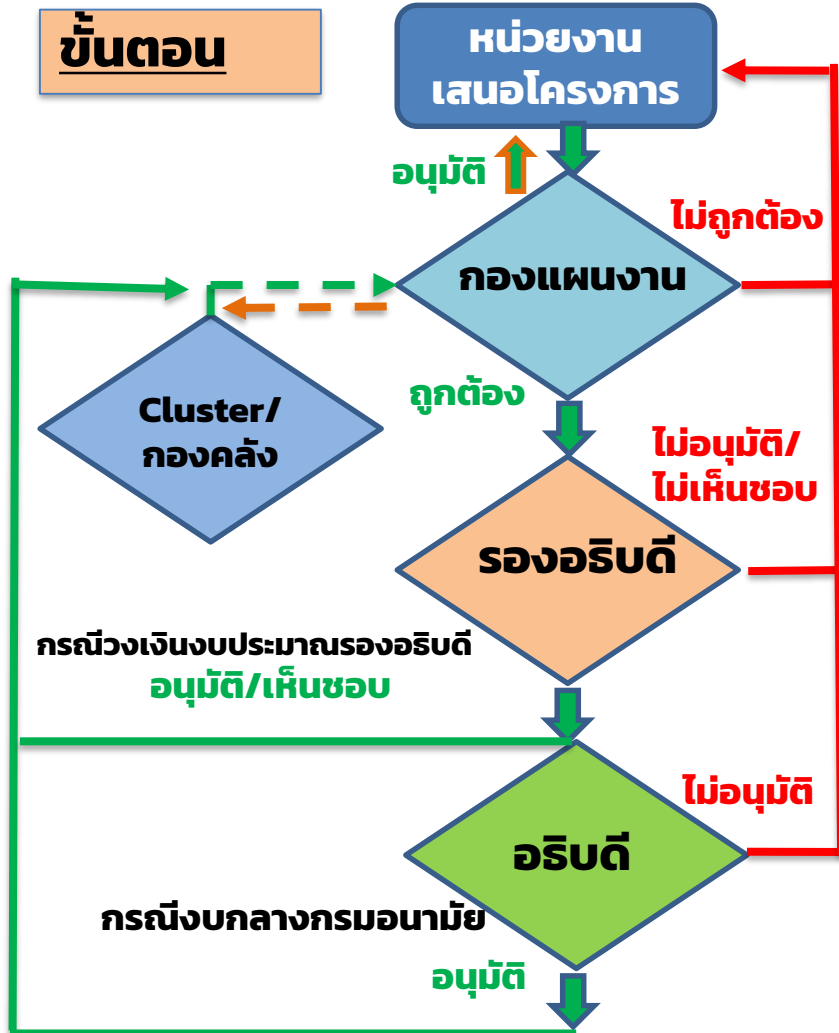 ขั้นตอน
หน่วยงาน
เสนอโครงการ
อนุมัติ
ไม่ถูกต้อง
กองแผนงาน
Cluster/
กองคลัง
ถูกต้อง
ไม่อนุมัติ/
ไม่เห็นชอบ
รองอธิบดี
กรณีวงเงินงบประมาณรองอธิบดี
อนุมัติ/เห็นชอบ
ไม่อนุมัติ
อธิบดี
กรณีงบกลางกรมอนามัย
อนุมัติ